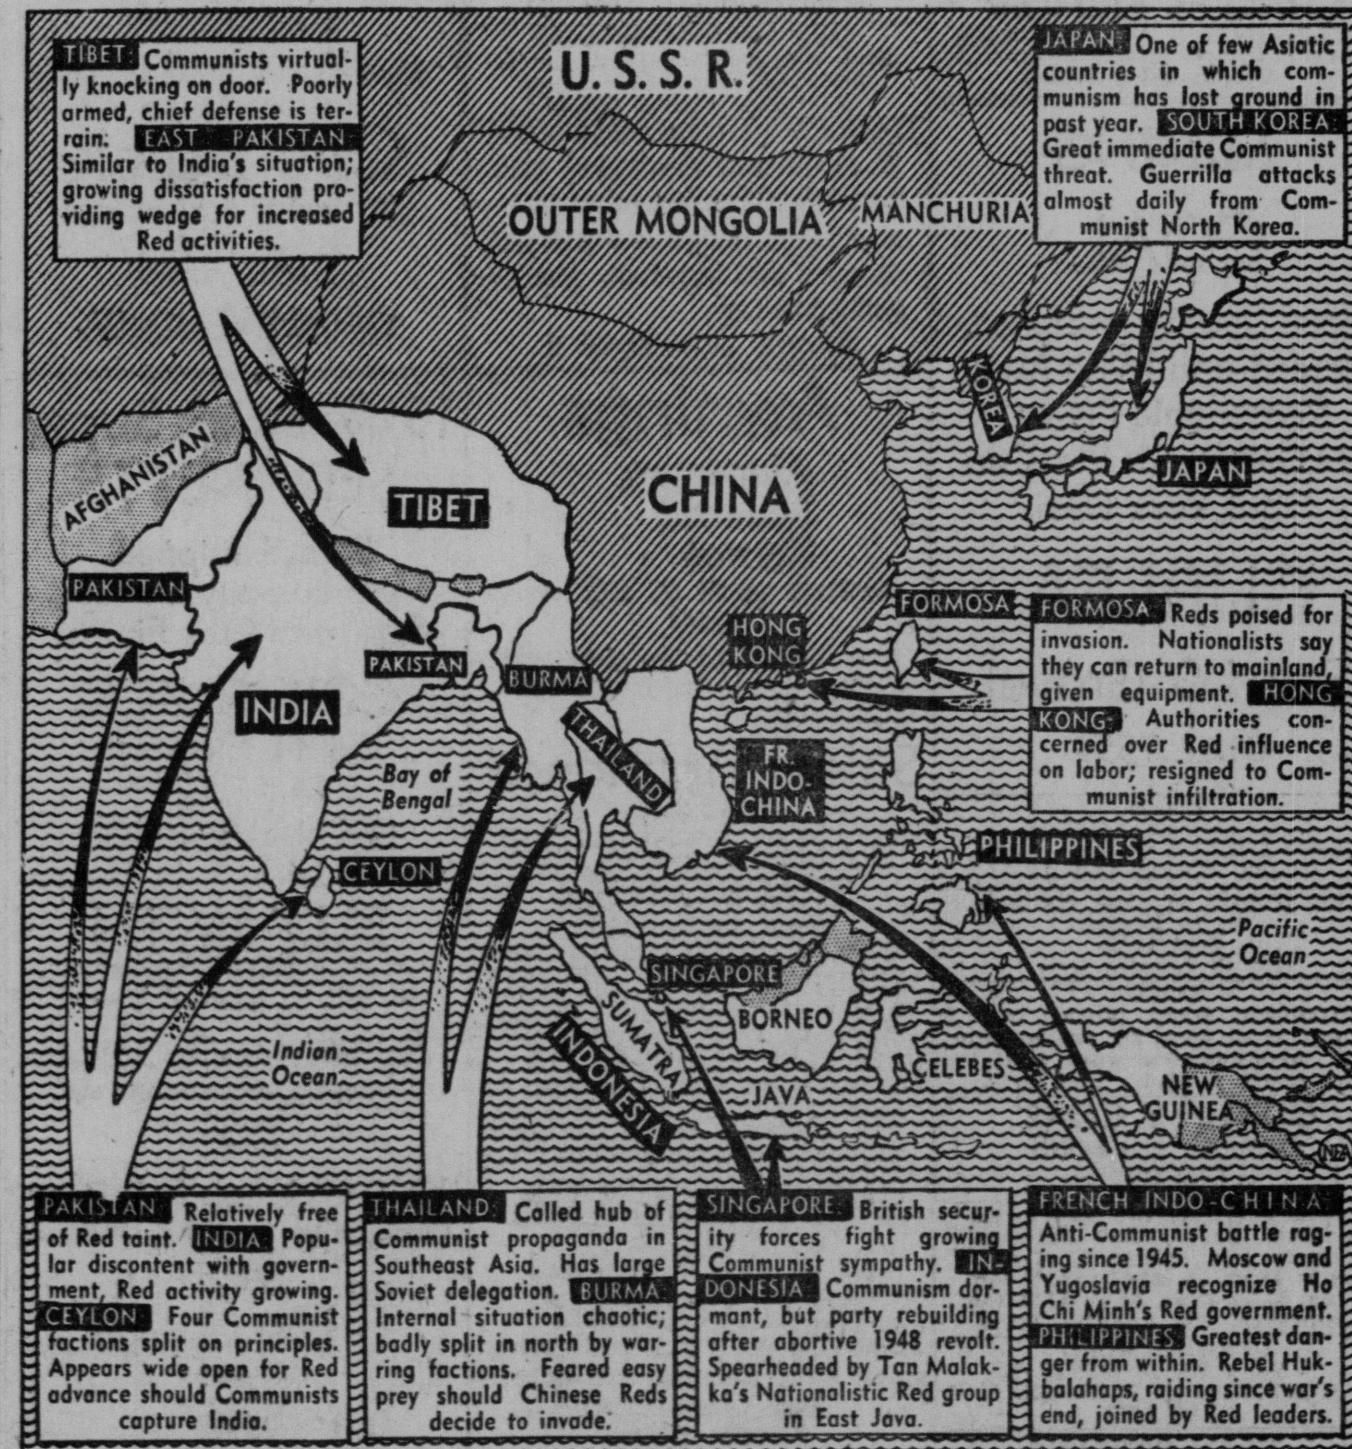 TIBET: Communists virtual-
ly knocking on door. Poorly
armed, chief defense is ter-
rain. EAST PAKISTAN:
Similar to India's situation;
growing dissatisfaction pro-
viding wedge for increased
Red activities.
U. S. S. R.
JAPAN: One of few Asiatic
countries in which com-
munism has lost ground in
past year. SOUTH KOREA:
Great immediate Communist
threat. Guerrilla attacks
almost daily from Com-
munist North Korea.
OUTER MONGOLIA
MANCHURIA
KOREA
JAPAN
AFGHANISTAN
TIBET
CHINA
PAKISTAN
FORMOSA
HONG
KONG
PAKISTAN
BURMA
INDIA
THAILAND
FORMOSA: Reds poised for
invasion. Nationalists say
they can return to mainland,
given equipment. HONG
KONG: Authorities con-
cerned over Red influence
on labor; resigned to Com-
munist infiltration.
Bay of
Bengal
FR.
INDO-
CHINA
PHILIPPINES
CEYLON
Pacific
Ocean
SINGAPORE
SUMATRA
BORNEO
INDONESIA
Indian
Ocean
CELEBES
JAVA
NEW
GUINEA
NEA
PAKISTAN: Relatively free
of Red taint. INDIA: Popu-
lar discontent with govern-
ment, Red activity growing.
CEYLON: Four Communist
factions split on principles.
Appears wide open for Red
advance should Communists
capture India.
THAILAND: Called hub of
Communist propaganda in
Southeast Asia. Has large
Soviet delegation. BURMA:
Internal situation chaotic;
badly split in north by war-
ring factions. Feared easy
prey should Chinese Reds
decide to invade.
SINGAPORE: British secur-
ity forces fight growing
Communist sympathy. IN-
DONESIA: Communism dor-
mant, but party rebuilding
after abortive 1948 revolt.
Spearheaded by Tan Malak-
ka's Nationalistic Red group
in East Java.
FRENCH INDO-CHINA:
Anti-Communist battle rag-
ing since 1945. Moscow and
Yugoslavia recognize Ho
Chi Minh's Red government.
PHILIPPINES: Greatest dan-
ger from within. Rebel Huk-
balahaps, raiding since war's
end, joined by Red leaders.